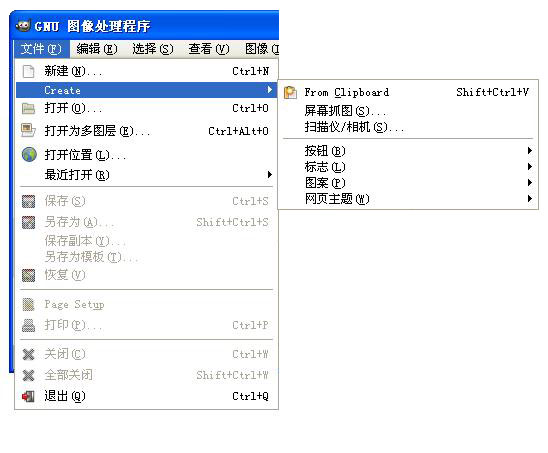 GNU 图像处理程序
文件(F) 编辑(E) 选择(S) 查看(V) 图像(I
新建(N)... Ctrl+N
Create
打开(O)... Ctrl+O
打开为多图层(E)... Ctrl+Alt+O
打开位置(L)...
最近打开(R)
保存(S) Ctrl+S
另存为(A)... Shift+Ctrl+S
保存副本(Y)...
另存为模板(T)...
恢复(V)
Page Setup
打印(P)... Ctrl+P
关闭(C) Ctrl+W
全部关闭 Shift+Ctrl+W
退出(Q) Ctrl+Q
From Clipboard Shift+Ctrl+V
屏幕抓图(S)...
扫描仪/相机(S)...
按钮(B)
标志(L)
图案(P)
网页主题(W)